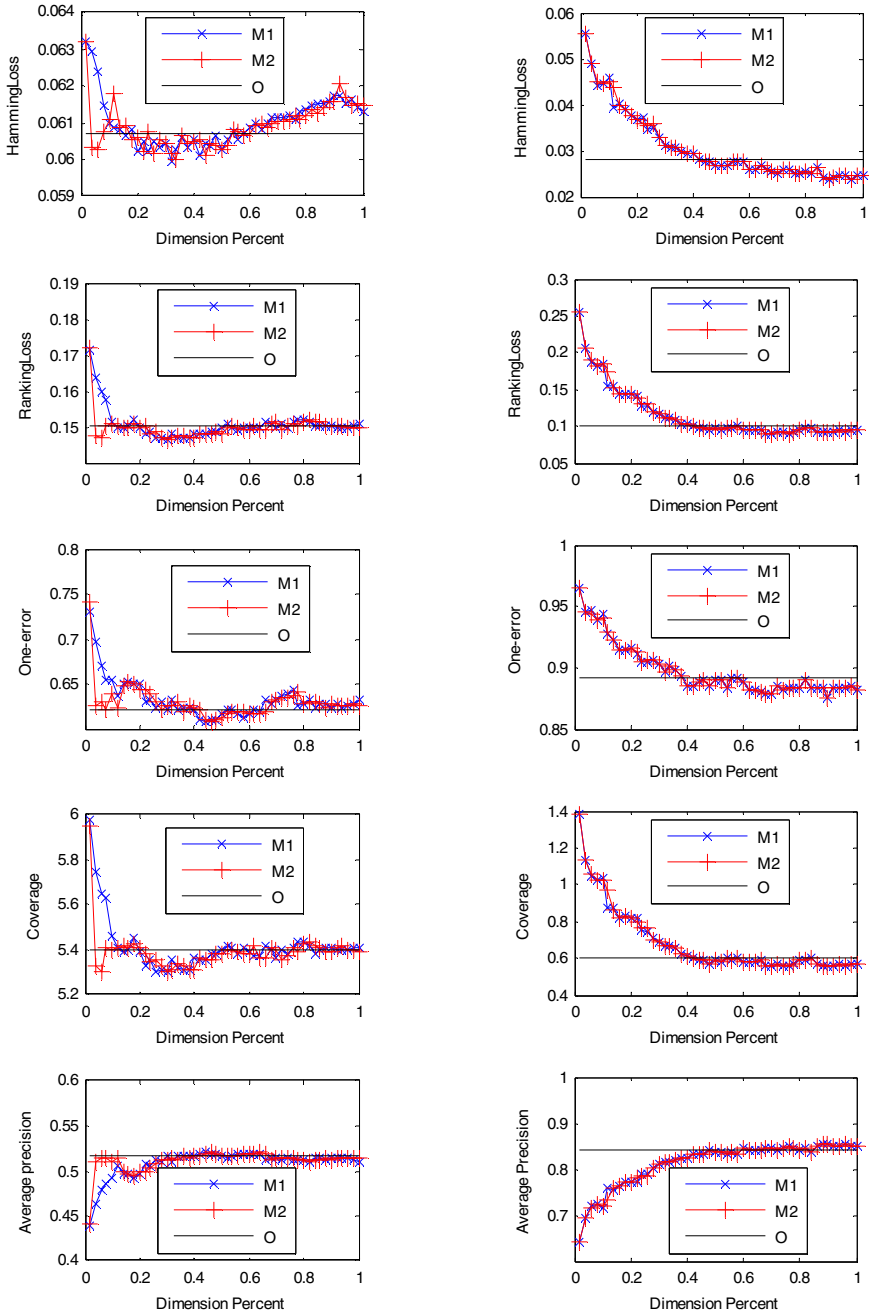 HammingLoss
0.064
0.063
0.062
0.061
0.06
0.059
0
0.2
0.4
0.6
0.8
1
Dimension Percent
M1
M2
O
HammingLoss
0.06
0.05
0.04
0.03
0.02
0
0.2
0.4
0.6
0.8
1
Dimension Percent
M1
M2
O
RankingLoss
0.19
0.18
0.17
0.16
0.15
0
0.2
0.4
0.6
0.8
1
Dimension Percent
M1
M2
O
RankingLoss
0.3
0.25
0.2
0.15
0.1
0.05
0
0.2
0.4
0.6
0.8
1
Dimension Percent
M1
M2
O
One-error
0.8
0.75
0.7
0.65
0
0.2
0.4
0.6
0.8
1
Dimension Percent
M1
M2
O
One-error
1
0.95
0.9
0.85
0
0.2
0.4
0.6
0.8
1
Dimension Percent
M1
M2
O
Coverage
6
5.8
5.6
5.4
5.2
0
0.2
0.4
0.6
0.8
1
Dimension Percent
M1
M2
O
Coverage
1.4
1.2
1
0.8
0.6
0.4
0
0.2
0.4
0.6
0.8
1
Dimension Percent
M1
M2
O
Average precision
0.6
0.55
0.5
0.45
0.4
0
0.2
0.4
0.6
0.8
1
Dimension Percent
M1
M2
O
Average Precision
1
0.9
0.8
0.7
0
0.2
0.4
0.6
0.8
1
Dimension Percent
M1
M2
O